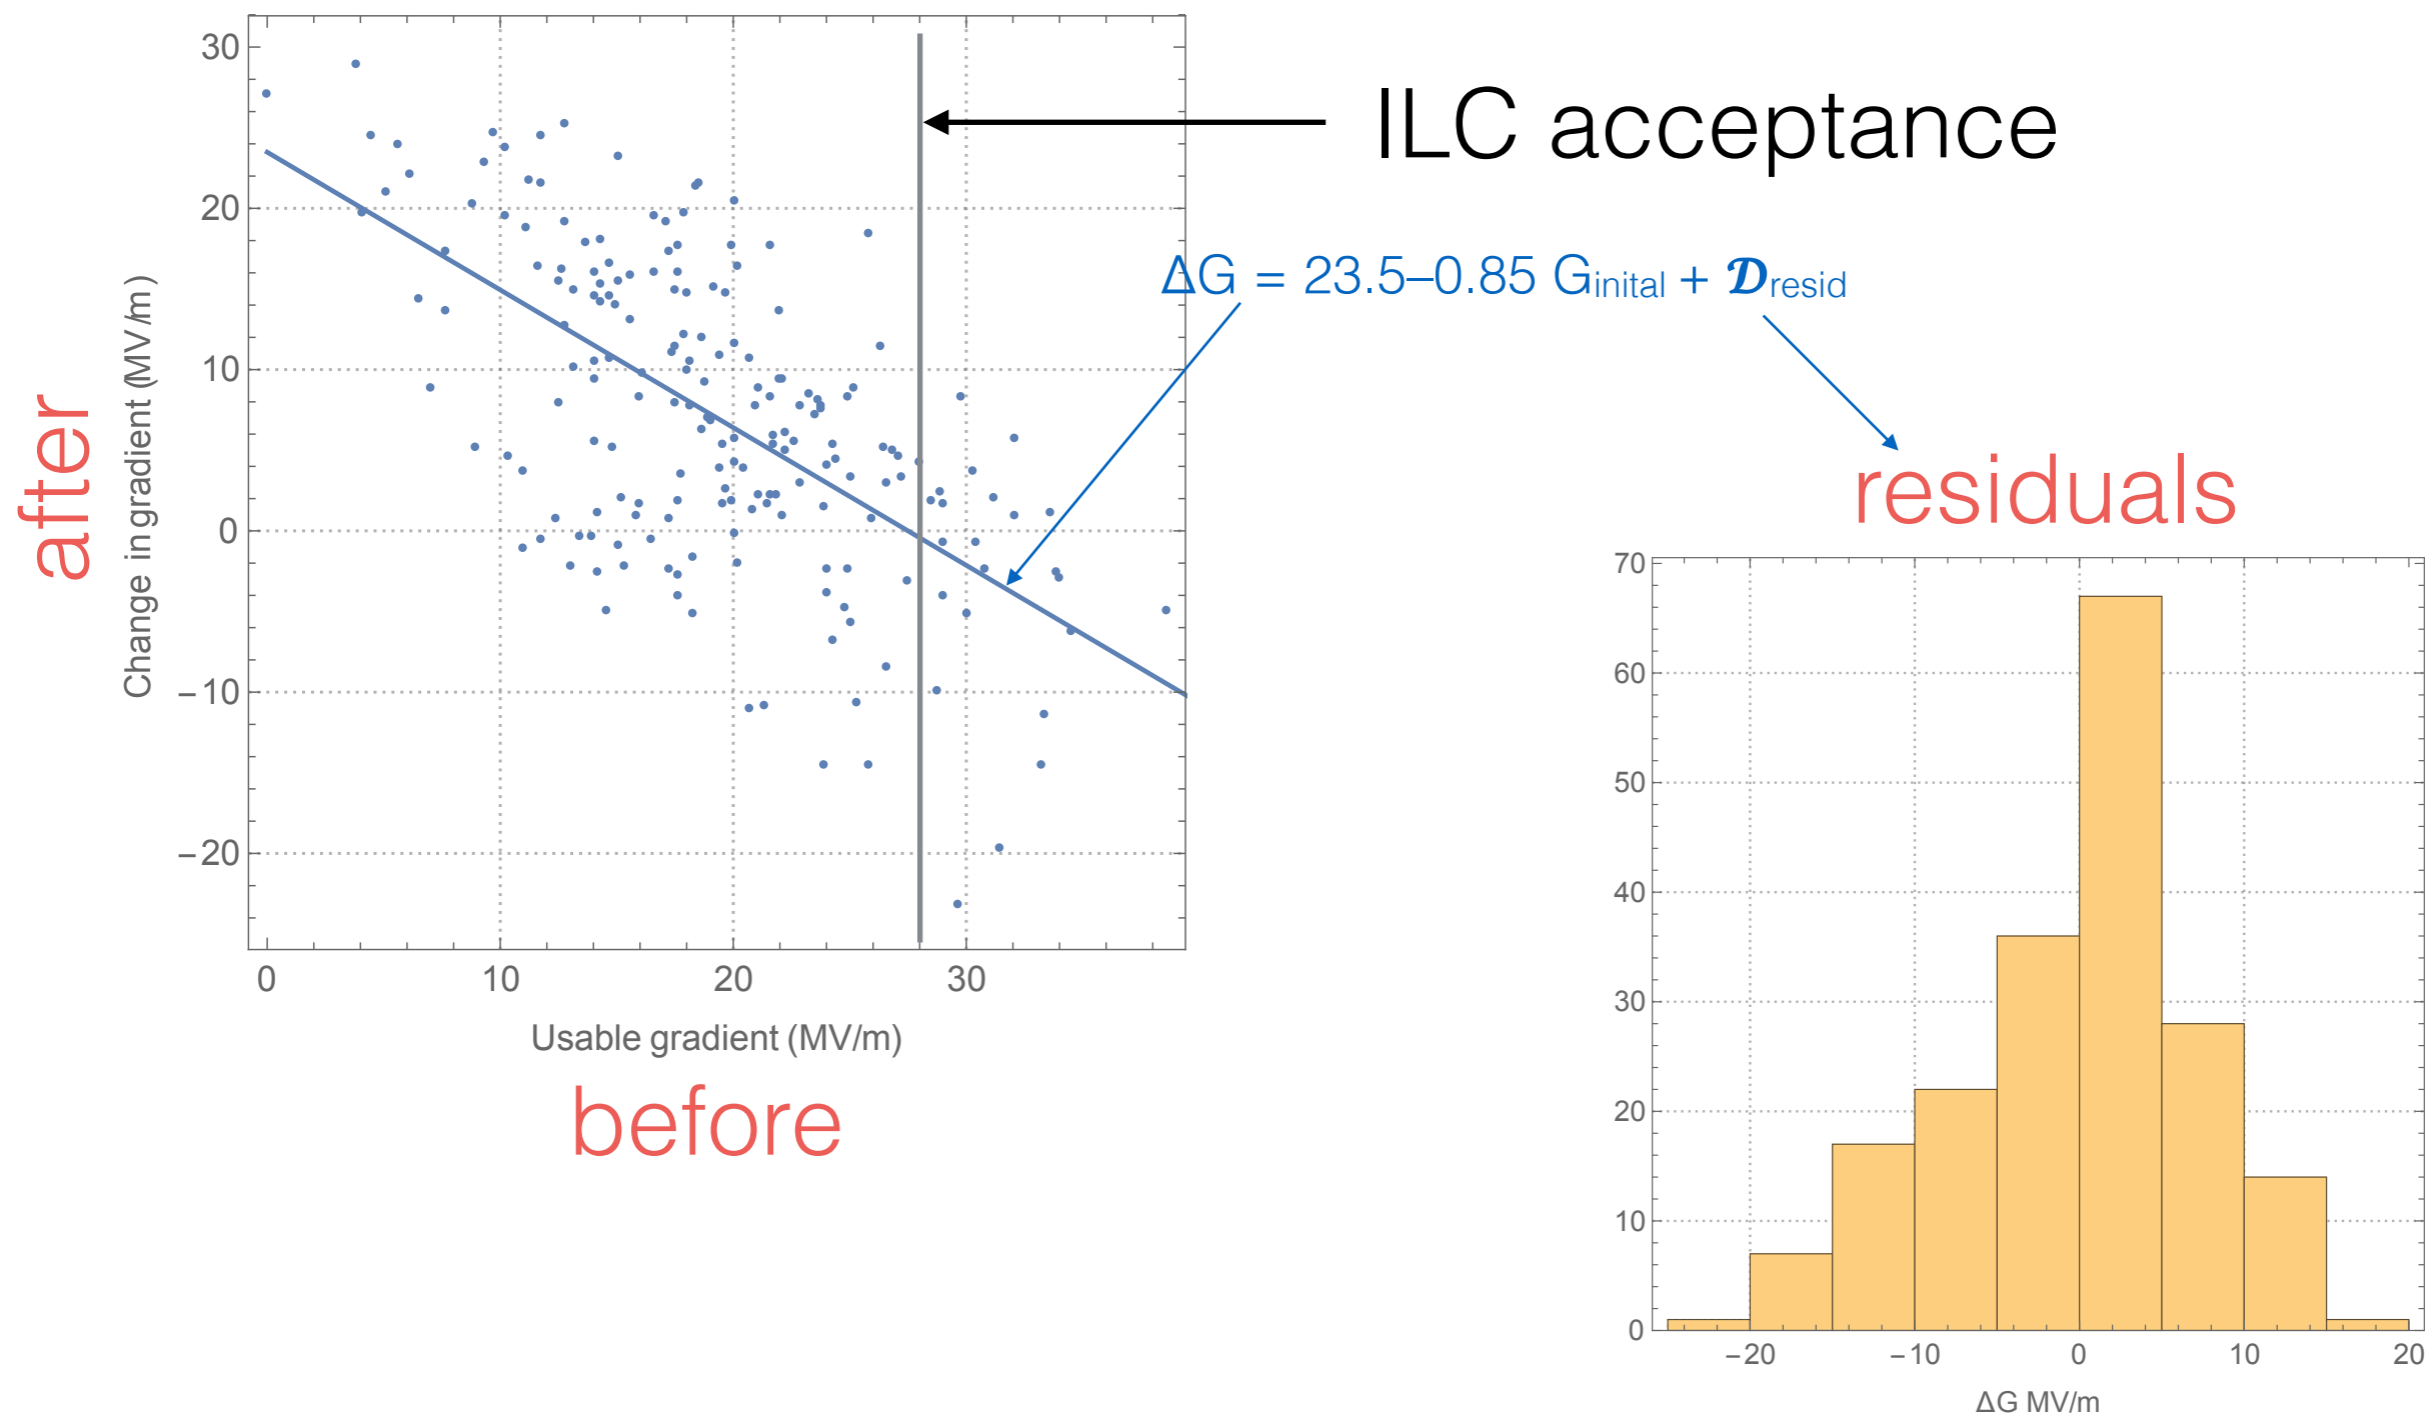 30
20
10
0
−10
−20
0 10 20 30
Change in gradient (MV/m)
after
Usable gradient (MV/m)
before
ILC acceptance
ΔG = 23.5–0.85 Ginital + 𝓓resid
residuals
70
60
50
40
30
20
10
0
−20 −10 0 10 20
ΔG MV/m